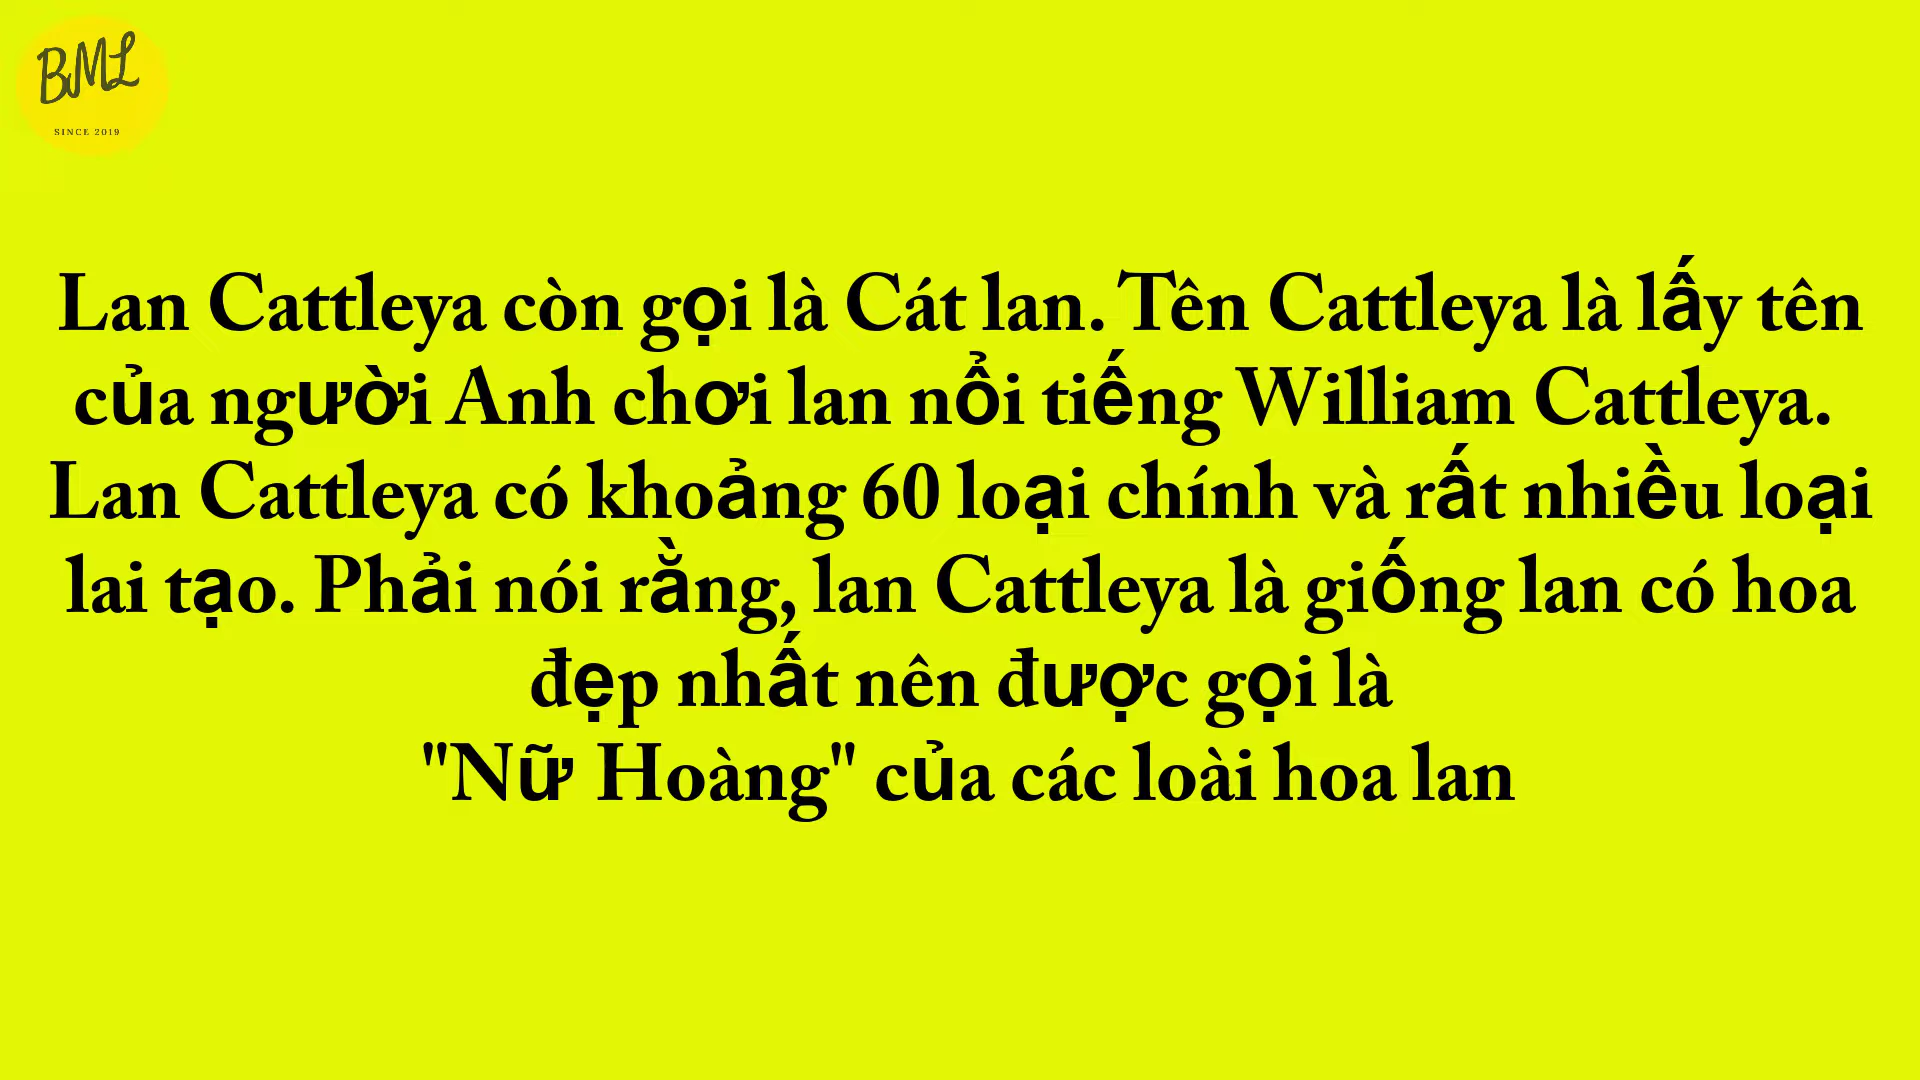 BML
SINCE 2019
Lan Cattleya còn gọi là Cát lan. Tên Cattleya là lấy tên
của người Anh chơi lan nổi tiếng William Cattleya.
Lan Cattleya có khoảng 60 loại chính và rất nhiều loại
lai tạo. Phải nói rằng, lan Cattleya là giống lan có hoa
đẹp nhất nên được gọi là
"Nữ Hoàng" của các loài hoa lan